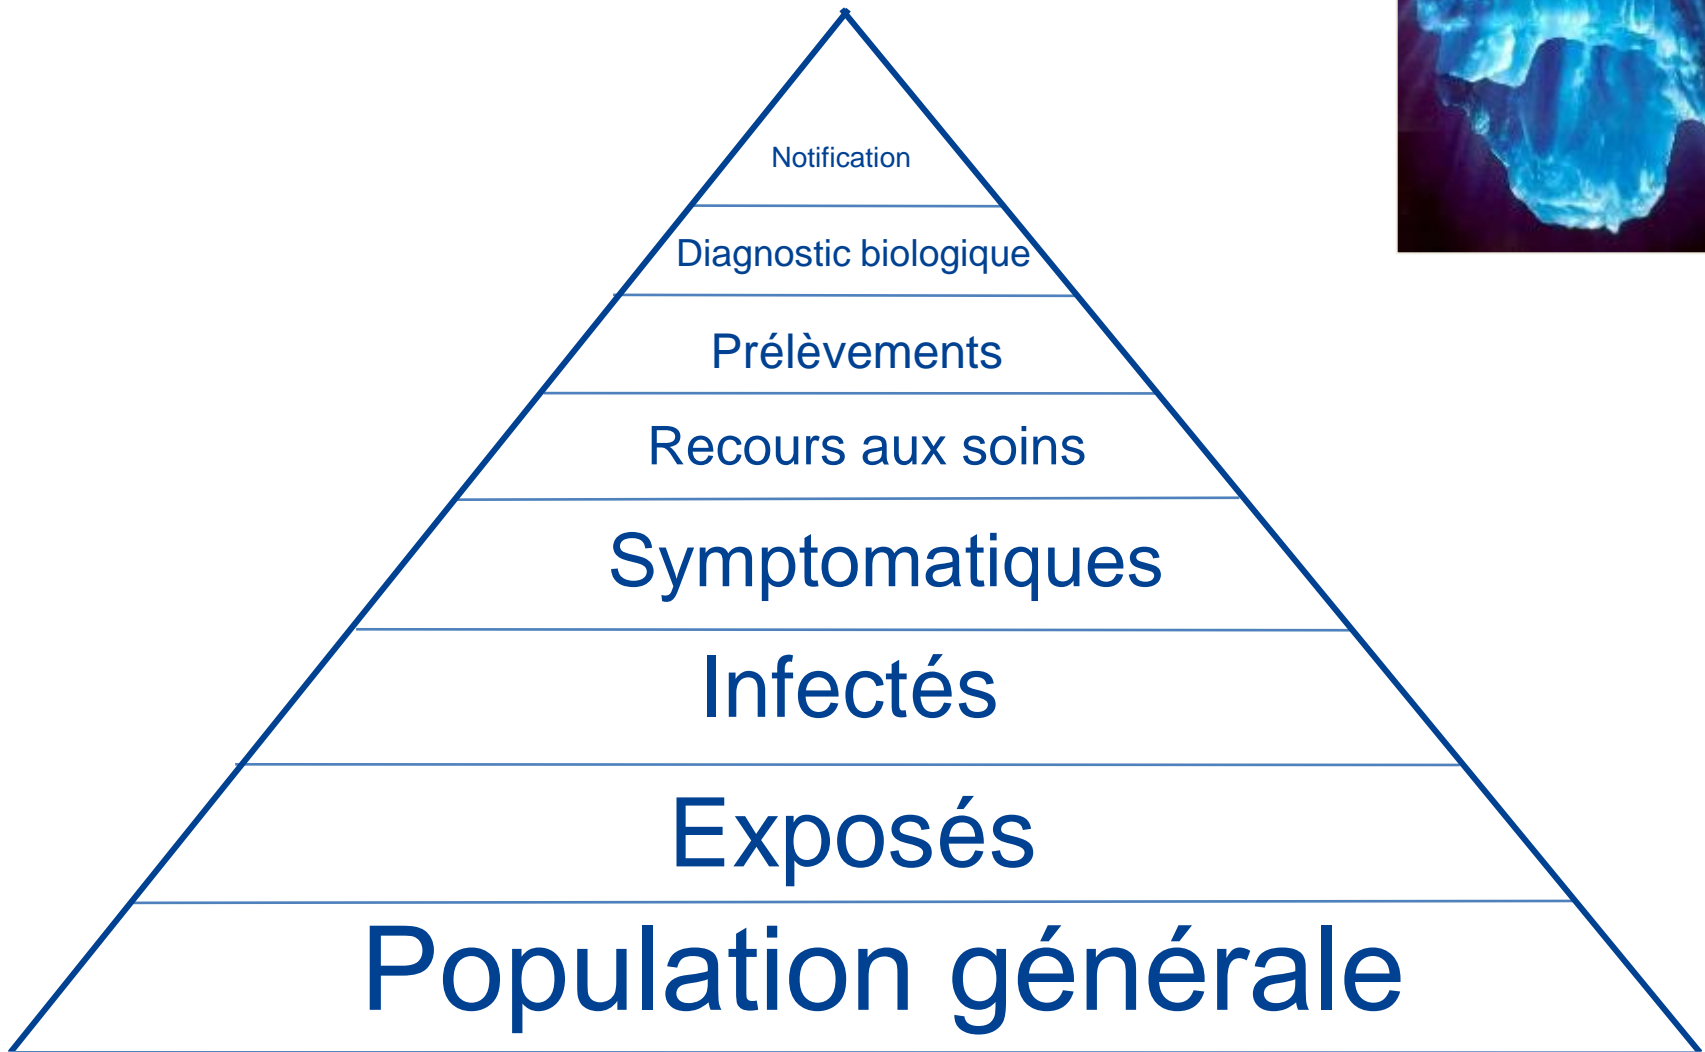 Notification
Diagnostic biologique
Prélèvements
Recours aux soins
Symptomatiques
Infectés
Exposés
Population générale